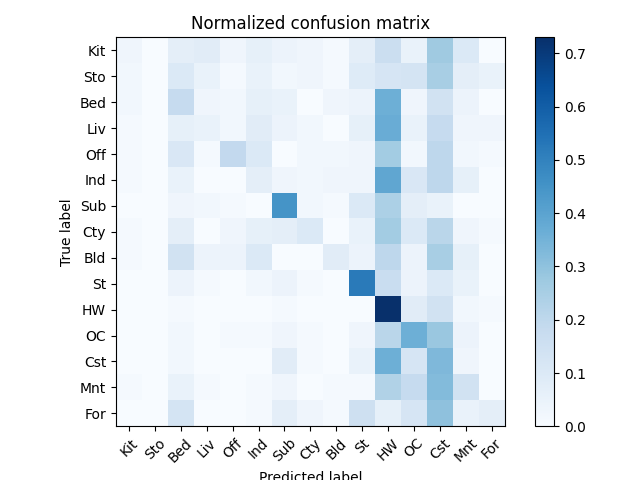 Normalized confusion matrix
True label
Kit
Sto
Bed
Liv
Off
Ind
Sub
Cty
Bld
St
HW
OC
Cst
Mnt
For
Kit Sto Bed Liv Off Ind Sub Cty Bld St HW OC Cst Mnt For
Predicted label
0.7
0.6
0.5
0.4
0.3
0.2
0.1
0.0